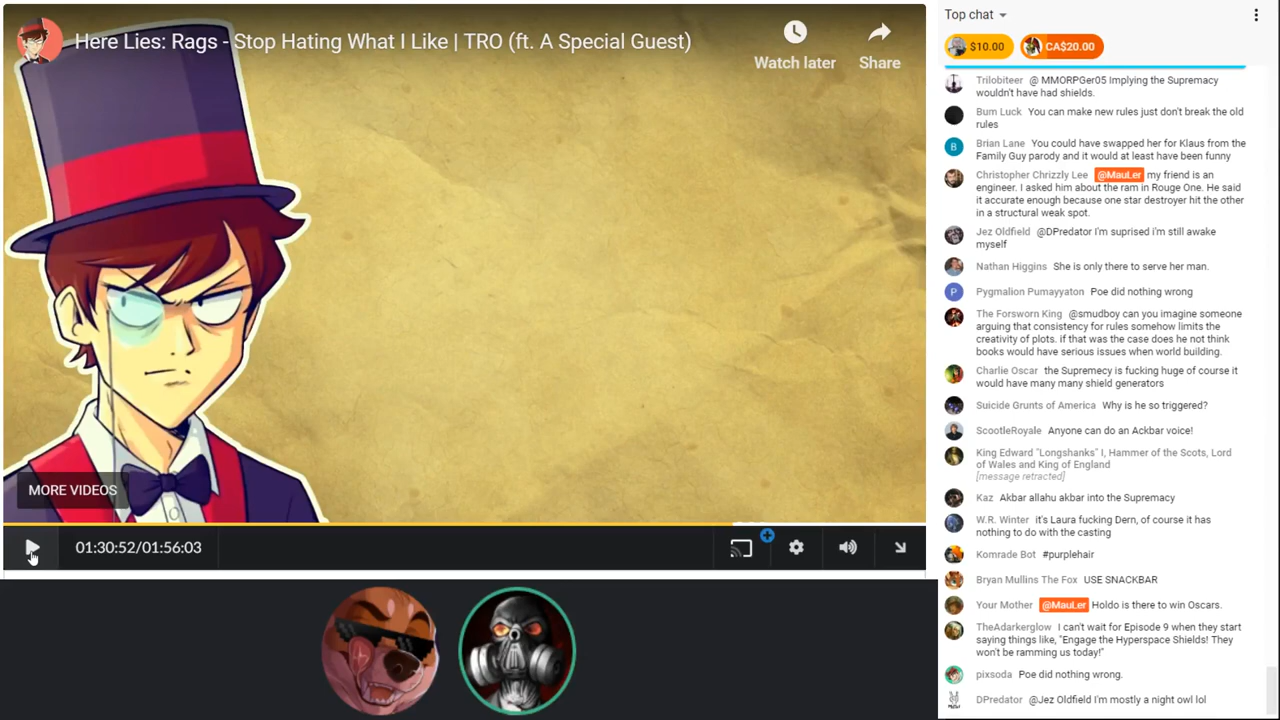 Here Lies: Rags - Stop Hating What I Like | TRO (ft. A Special Guest)
Watch later
Share
MORE VIDEOS
01:30:52/01:56:03
Top chat
$10.00
CA$20.00
Trilobiteer @ MMORPGer05 Implying the Supremacy
wouldn't have had shields.
Bum Luck You can make new rules just don't break the old
rules
B
Brian Lane You could have swapped her for Klaus from the
Family Guy parody and it would at least have been funny
Christopher Chrizzly Lee @MauLer my friend is an
engineer. I asked him about the ram in Rouge One. He said
it accurate enough because one star destroyer hit the other
in a structural weak spot.
Jez Oldfield @DPredator I'm suprised i'm still awake
myself
Nathan Higgins She is only there to serve her man.
P
Pygmalion Pumayyaton Poe did nothing wrong
The Forsworn King @smudboy can you imagine someone
arguing that consistency for rules somehow limits the
creativity of plots. if that was the case does he not think
books would have serious issues when world building.
Charlie Oscar the Supremecy is fucking huge of course it
would have many many shield generators
Suicide Grunts of America Why is he so triggered?
ScootleRoyale Anyone can do an Ackbar voice!
King Edward "Longshanks" I, Hammer of the Scots, Lord
of Wales and King of England
[message retracted]
Kaz Akbar allahu akbar into the Supremacy
W.R. Winter it's Laura fucking Dern, of course it has
nothing to do with the casting
Komrade Bot #purplehair
Bryan Mullins The Fox USE SNACKBAR
Your Mother @MauLer Holdo is there to win Oscars.
TheAdarkerglow I can't wait for Episode 9 when they start
saying things like, "Engage the Hyperspace Shields! They
won't be ramming us today!"
pixsoda Poe did nothing wrong.
DPredator @Jez Oldfield I'm mostly a night owl lol